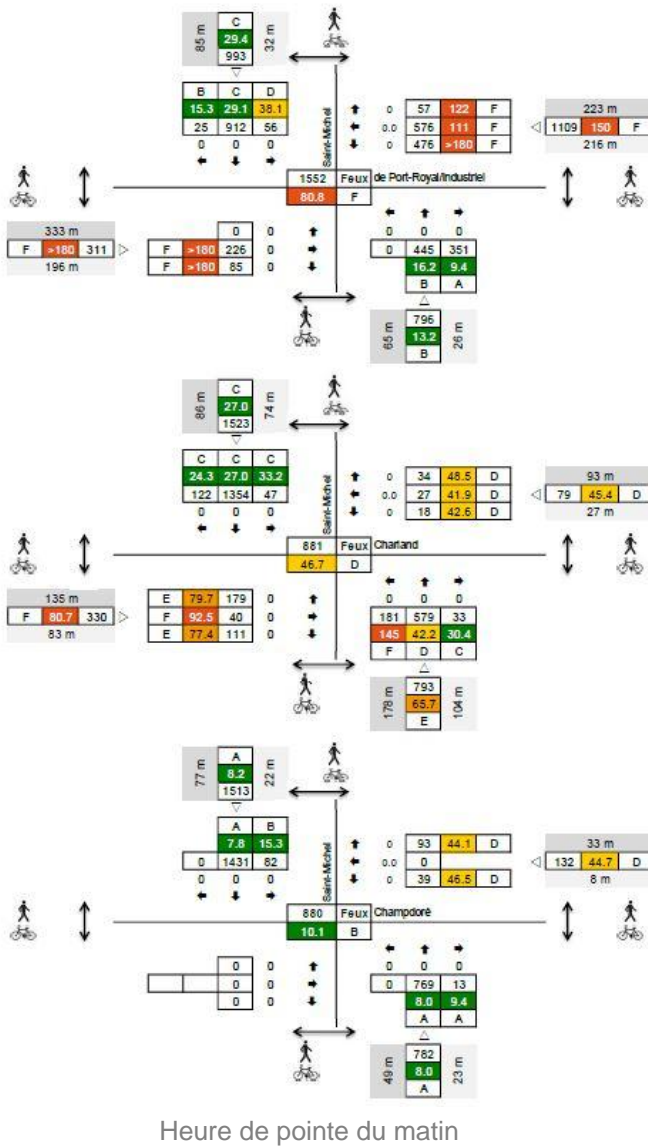 C
85 m 29.4 32 m
993
B C D
15.3 29.1 38.1
25 912 56
0 0 0
Saint-Michel
0 57 122 F
0.0 576 111 F
0 476 >180 F
223 m
1109 150 F
216 m
1552 Feux de Port-Royal/Industriel
80.8 F
333 m
F >180 311
196 m
0 0
F >180 226 0
F >180 85 0
0 0 0
0 445 351
16.2 9.4
B A
796
65 m 13.2 26 m
B
C
86 m 27.0 74 m
1523
C C C
24.3 27.0 33.2
122 1354 47
0 0 0
Saint-Michel
0 34 48.5 D
0.0 27 41.9 D
0 18 42.6 D
93 m
79 45.4 D
27 m
881 Feux Charland
46.7 D
135 m
F 80.7 330
83 m
E 79.7 179 0
F 92.5 40 0
E 77.4 111 0
0 0 0
181 579 33
145 42.2 30.4
F D C
793
178 m 65.7 104 m
E
A
77 m 8.2 22 m
1513
A B
7.8 15.3
0 1431 82
0 0 0
Saint-Michel
0 93 44.1 D
0.0 0
0 39 46.5 D
33 m
132 44.7 D
8 m
880 Feux Champdoré
10.1 B
0 0
0 0
0 0
0 0 0
0 769 13
8.0 9.4
A A
782
49 m 8.0 23 m
A
Heure de pointe du matin